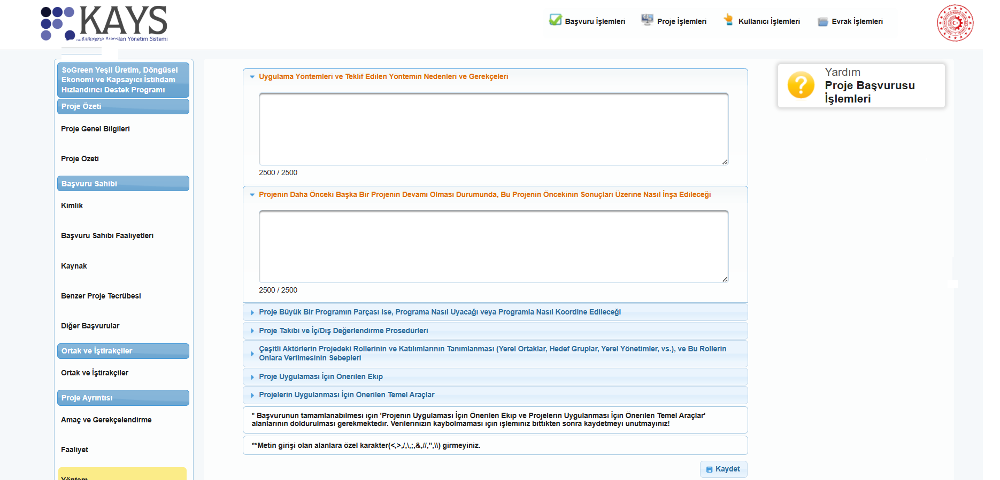 KAYS
Kalkınma Ajansları Yönetim Sistemi
Başvuru İşlemleri
Proje İşlemleri
Kullanıcı İşlemleri
Evrak İşlemleri
SoGreen Yeşil Üretim, Döngüsel
Ekonomi ve Kapsayıcı İstihdam
Hızlandırıcı Destek Programı
Proje Özeti
Proje Genel Bilgileri
Proje Özeti
Başvuru Sahibi
Kimlik
Başvuru Sahibi Faaliyetleri
Kaynak
Benzer Proje Tecrübesi
Diğer Başvurular
Ortak ve İştirakçiler
Ortak ve İştirakçiler
Proje Ayrıntısı
Amaç ve Gerekçelendirme
Faaliyet
Yöntem
Uygulama Yöntemleri ve Teklif Edilen Yöntemin Nedenleri ve Gerekçeleri
2500 / 2500
Projenin Daha Önceki Başka Bir Projenin Devamı Olması Durumunda, Bu Projenin Öncekinin Sonuçları Üzerine Nasıl İnşa Edileceği
2500 / 2500
Proje Büyük Bir Programın Parçası ise, Programa Nasıl Uyacağı veya Programla Nasıl Koordine Edileceği
Proje Takibi ve İç/Dış Değerlendirme Prosedürleri
Çeşitli Aktörlerin Projedeki Rollerinin ve Katılımlarının Tanımlanması (Yerel Ortaklar, Hedef Gruplar, Yerel Yönetimler, vs.), ve Bu Rollerin
Onlara Verilmesinin Sebepleri
Proje Uygulaması İçin Önerilen Ekip
Projelerin Uygulanması İçin Önerilen Temel Araçlar
* Başvurunun tamamlanabilmesi için 'Projenin Uygulaması İçin Önerilen Ekip ve Projelerin Uygulanması İçin Önerilen Temel Araçlar'
alanlarının doldurulması gerekmektedir. Verilerinizin kaybolmaması için işleminiz bittikten sonra kaydetmeyi unutmayınız!
**Metin girişi olan alanlara özel karakter(<,>,/,\,;,&,//,",\\) girmeyiniz.
Kaydet
Yardım
Proje Başvurusu
İşlemleri